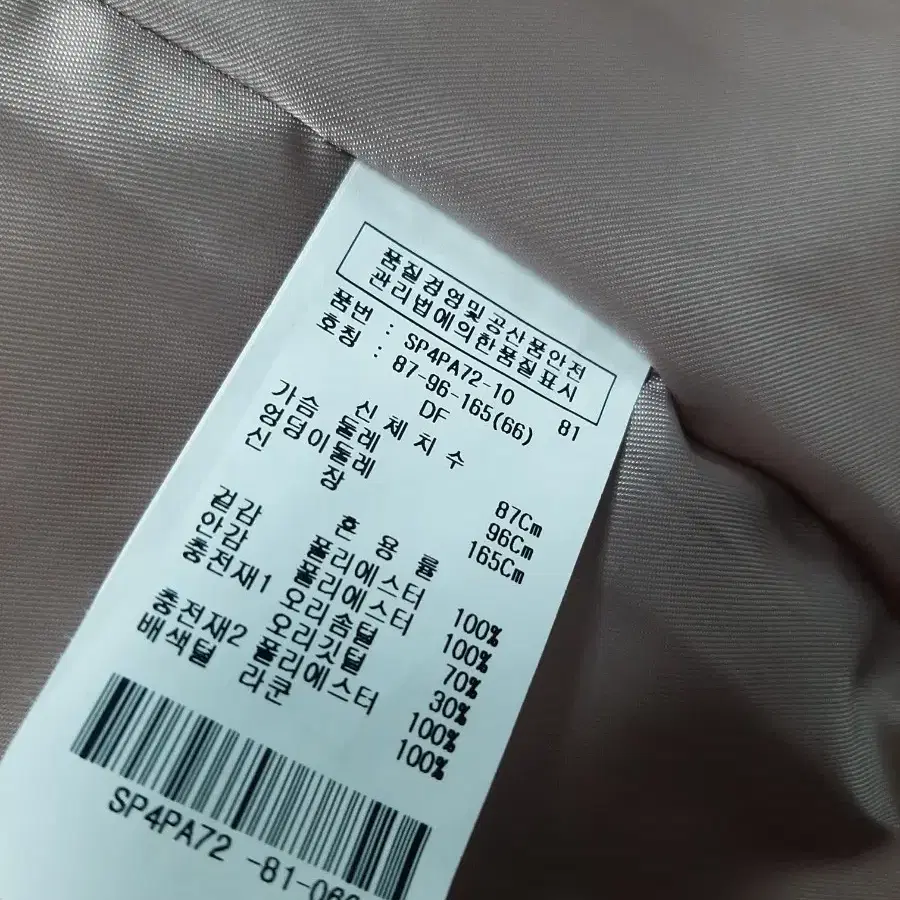 품질경영및공산품안전
관리법에의한품질표시
품번 : SP4PA72-10 81
호칭 : 87-96-165(66)
DF
신체치수
가슴둘레 87Cm
엉덩이둘레 96Cm
신장 165Cm
혼용률
겉감 폴리에스터 100%
안감 폴리에스터 100%
충전재1 오리솜털 70%
오리깃털 30%
충전재2 폴리에스터 100%
배색털 라쿤 100%
SP4PA72 -81-066